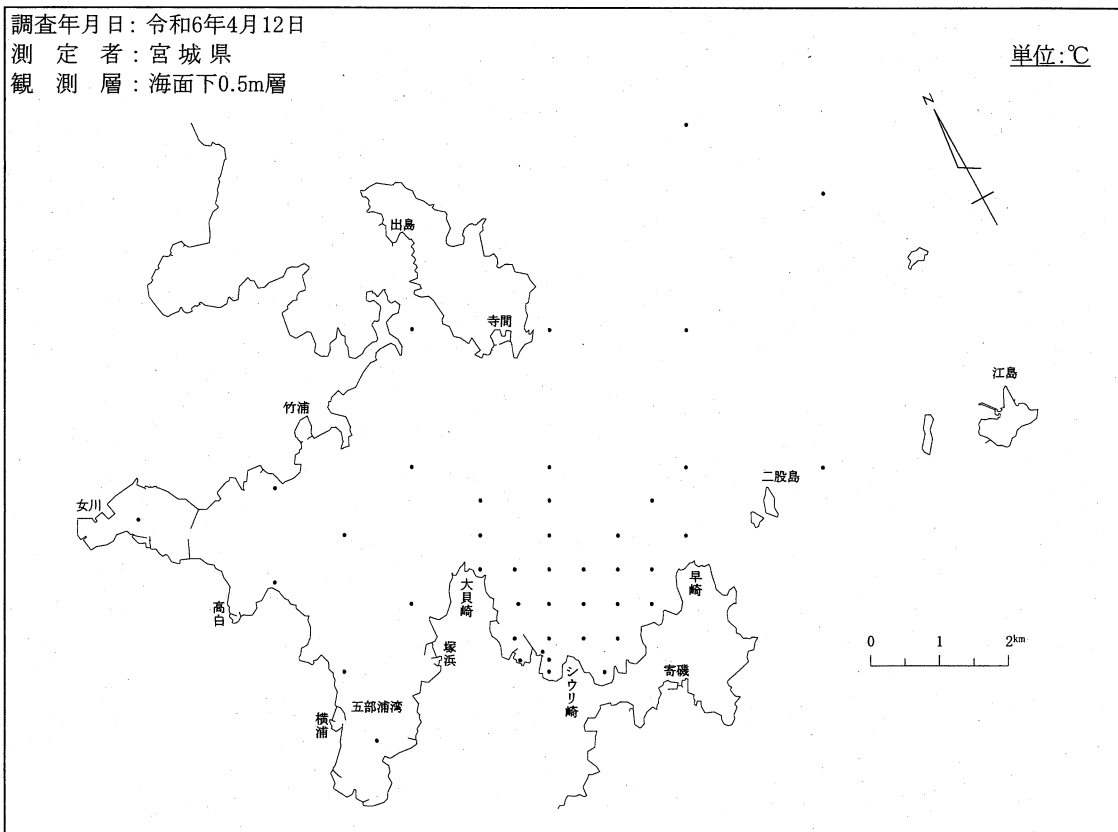 調査年月日：令和6年4月12日
測定者：宮城県
観測層：海面下0.5m層
単位:℃
N
出島
寺間
江島
竹浦
二股島
女川
大貝崎
早崎
高白
塚浜
シウリ崎
寄磯
五部浦湾
横浦
0 1 2km